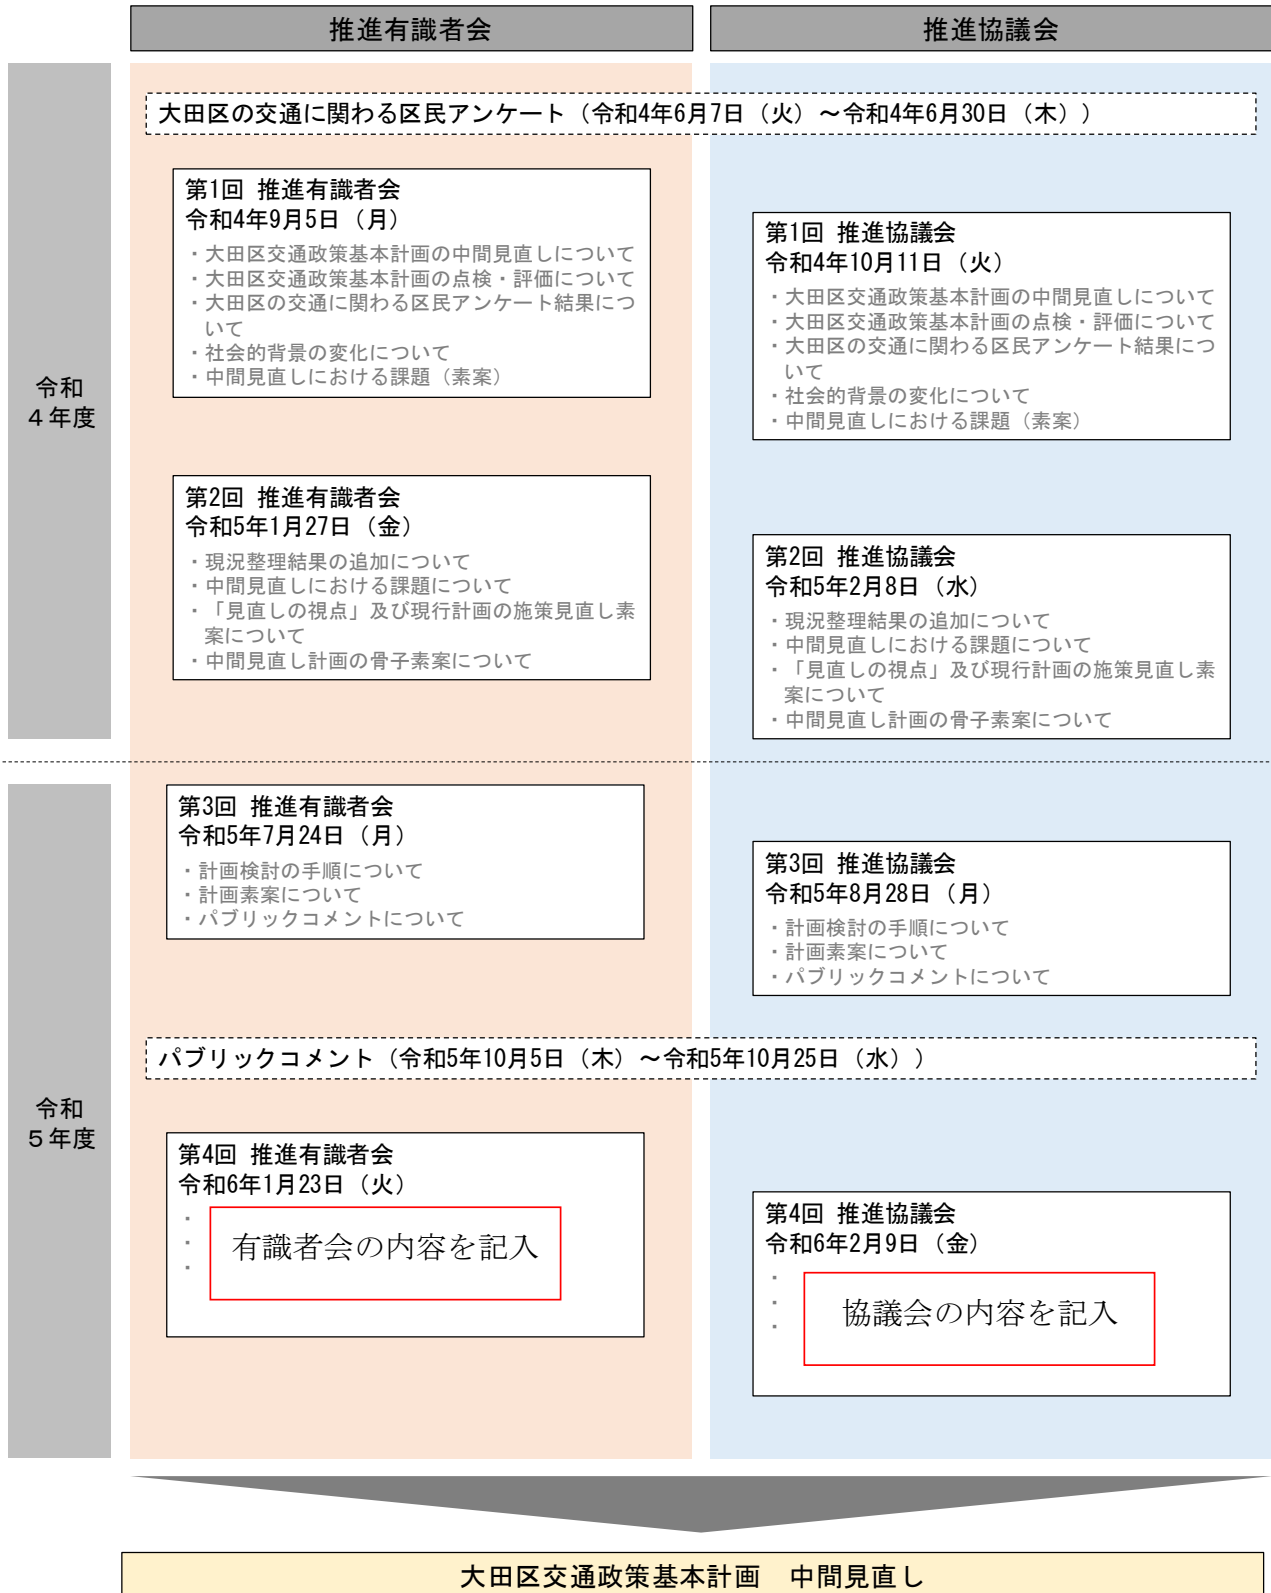 推進有識者会
推進協議会
令和
４年度
大田区の交通に関わる区民アンケート（令和4年6月7日（火）～令和4年6月30日（木））
第1回 推進有識者会
令和4年9月5日（月）
・大田区交通政策基本計画の中間見直しについて
・大田区交通政策基本計画の点検・評価について
・大田区の交通に関わる区民アンケート結果につ
いて
・社会的背景の変化について
・中間見直しにおける課題（素案）
第1回 推進協議会
令和4年10月11日（火）
・大田区交通政策基本計画の中間見直しについて
・大田区交通政策基本計画の点検・評価について
・大田区の交通に関わる区民アンケート結果につ
いて
・社会的背景の変化について
・中間見直しにおける課題（素案）
第2回 推進有識者会
令和5年1月27日（金）
・現況整理結果の追加について
・中間見直しにおける課題について
・「見直しの視点」及び現行計画の施策見直し素
案について
・中間見直し計画の骨子素案について
第2回 推進協議会
令和5年2月8日（水）
・現況整理結果の追加について
・中間見直しにおける課題について
・「見直しの視点」及び現行計画の施策見直し素
案について
・中間見直し計画の骨子素案について
令和
５年度
第3回 推進有識者会
令和5年7月24日（月）
・計画検討の手順について
・計画素案について
・パブリックコメントについて
第3回 推進協議会
令和5年8月28日（月）
・計画検討の手順について
・計画素案について
・パブリックコメントについて
パブリックコメント（令和5年10月5日（木）～令和5年10月25日（水））
第4回 推進有識者会
令和6年1月23日（火）
・
・
・
有識者会の内容を記入
第4回 推進協議会
令和6年2月9日（金）
・
・
・
協議会の内容を記入
大田区交通政策基本計画　中間見直し